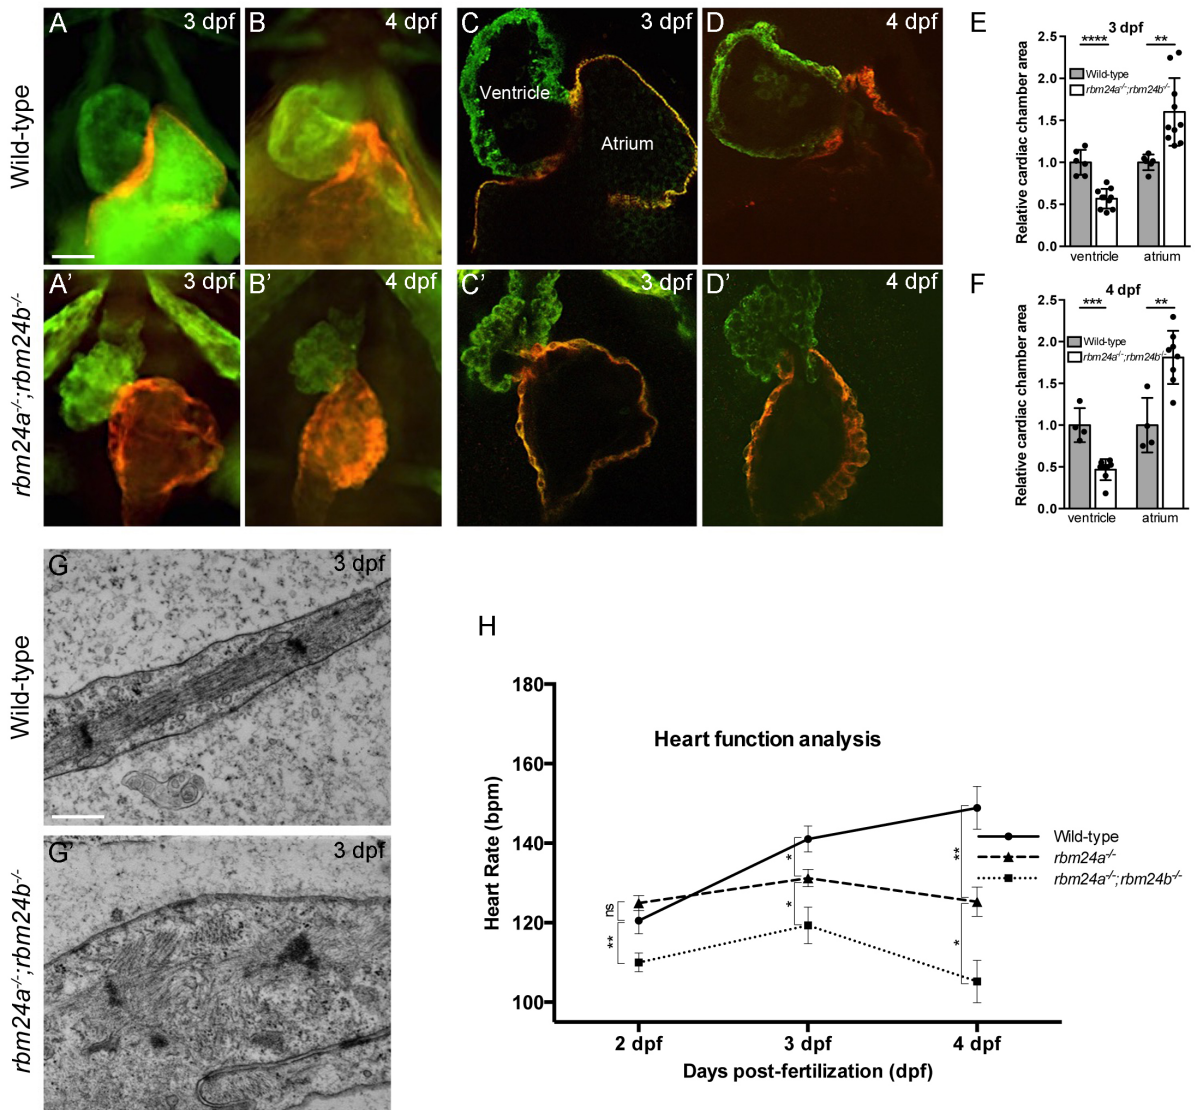 A 3 dpf
B 4 dpf
C 3 dpf
D 4 dpf
Wild-type
Ventricle
Atrium
A' 3 dpf
B' 4 dpf
C' 3 dpf
D' 4 dpf
rbm24a-/-;rbm24b-/-
E
3 dpf
2.5
2.0
1.5
1.0
0.5
0.0
Relative cardiac chamber area
**** **
Wild-type
rbm24a-/-;rbm24b-/-
ventricle atrium
F
4 dpf
2.5
2.0
1.5
1.0
0.5
0.0
Relative cardiac chamber area
*** **
Wild-type
rbm24a-/-;rbm24b-/-
ventricle atrium
G 3 dpf
Wild-type
G' 3 dpf
rbm24a-/-;rbm24b-/-
H
Heart function analysis
180
160
140
120
100
Heart Rate (bpm)
ns
**
*
*
**
*
Wild-type
rbm24a-/-
rbm24a-/-;rbm24b-/-
2 dpf 3 dpf 4 dpf
Days post-fertilization (dpf)